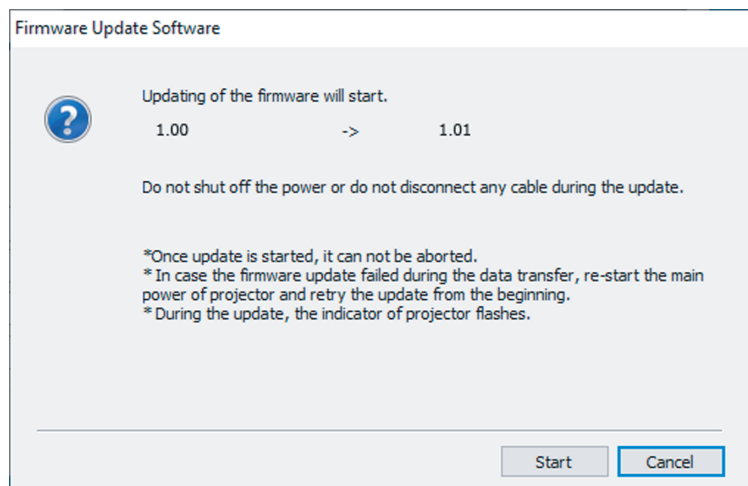 Firmware Update Software
Updating of the firmware will start.
1.00 -> 1.01
Do not shut off the power or do not disconnect any cable during the update.
*Once update is started, it can not be aborted.
* In case the firmware update failed during the data transfer, re-start the main
power of projector and retry the update from the beginning.
* During the update, the indicator of projector flashes.
Start Cancel